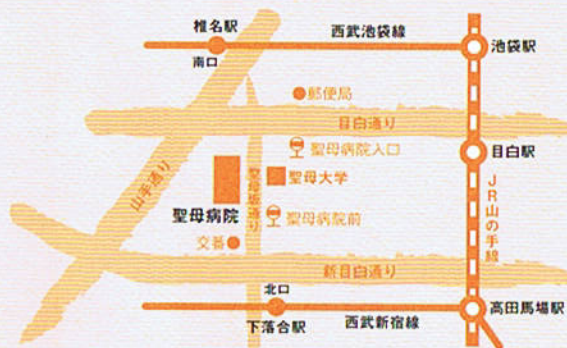 椎名駅
西武池袋線
池袋駅
南口
郵便局
目白通り
聖母病院入口
目白駅
聖母大学
山手通り
聖母坂通り
聖母病院
聖母病院前
JR山の手線
交番
新目白通り
北口
高田馬場駅
下落合駅
西武新宿線